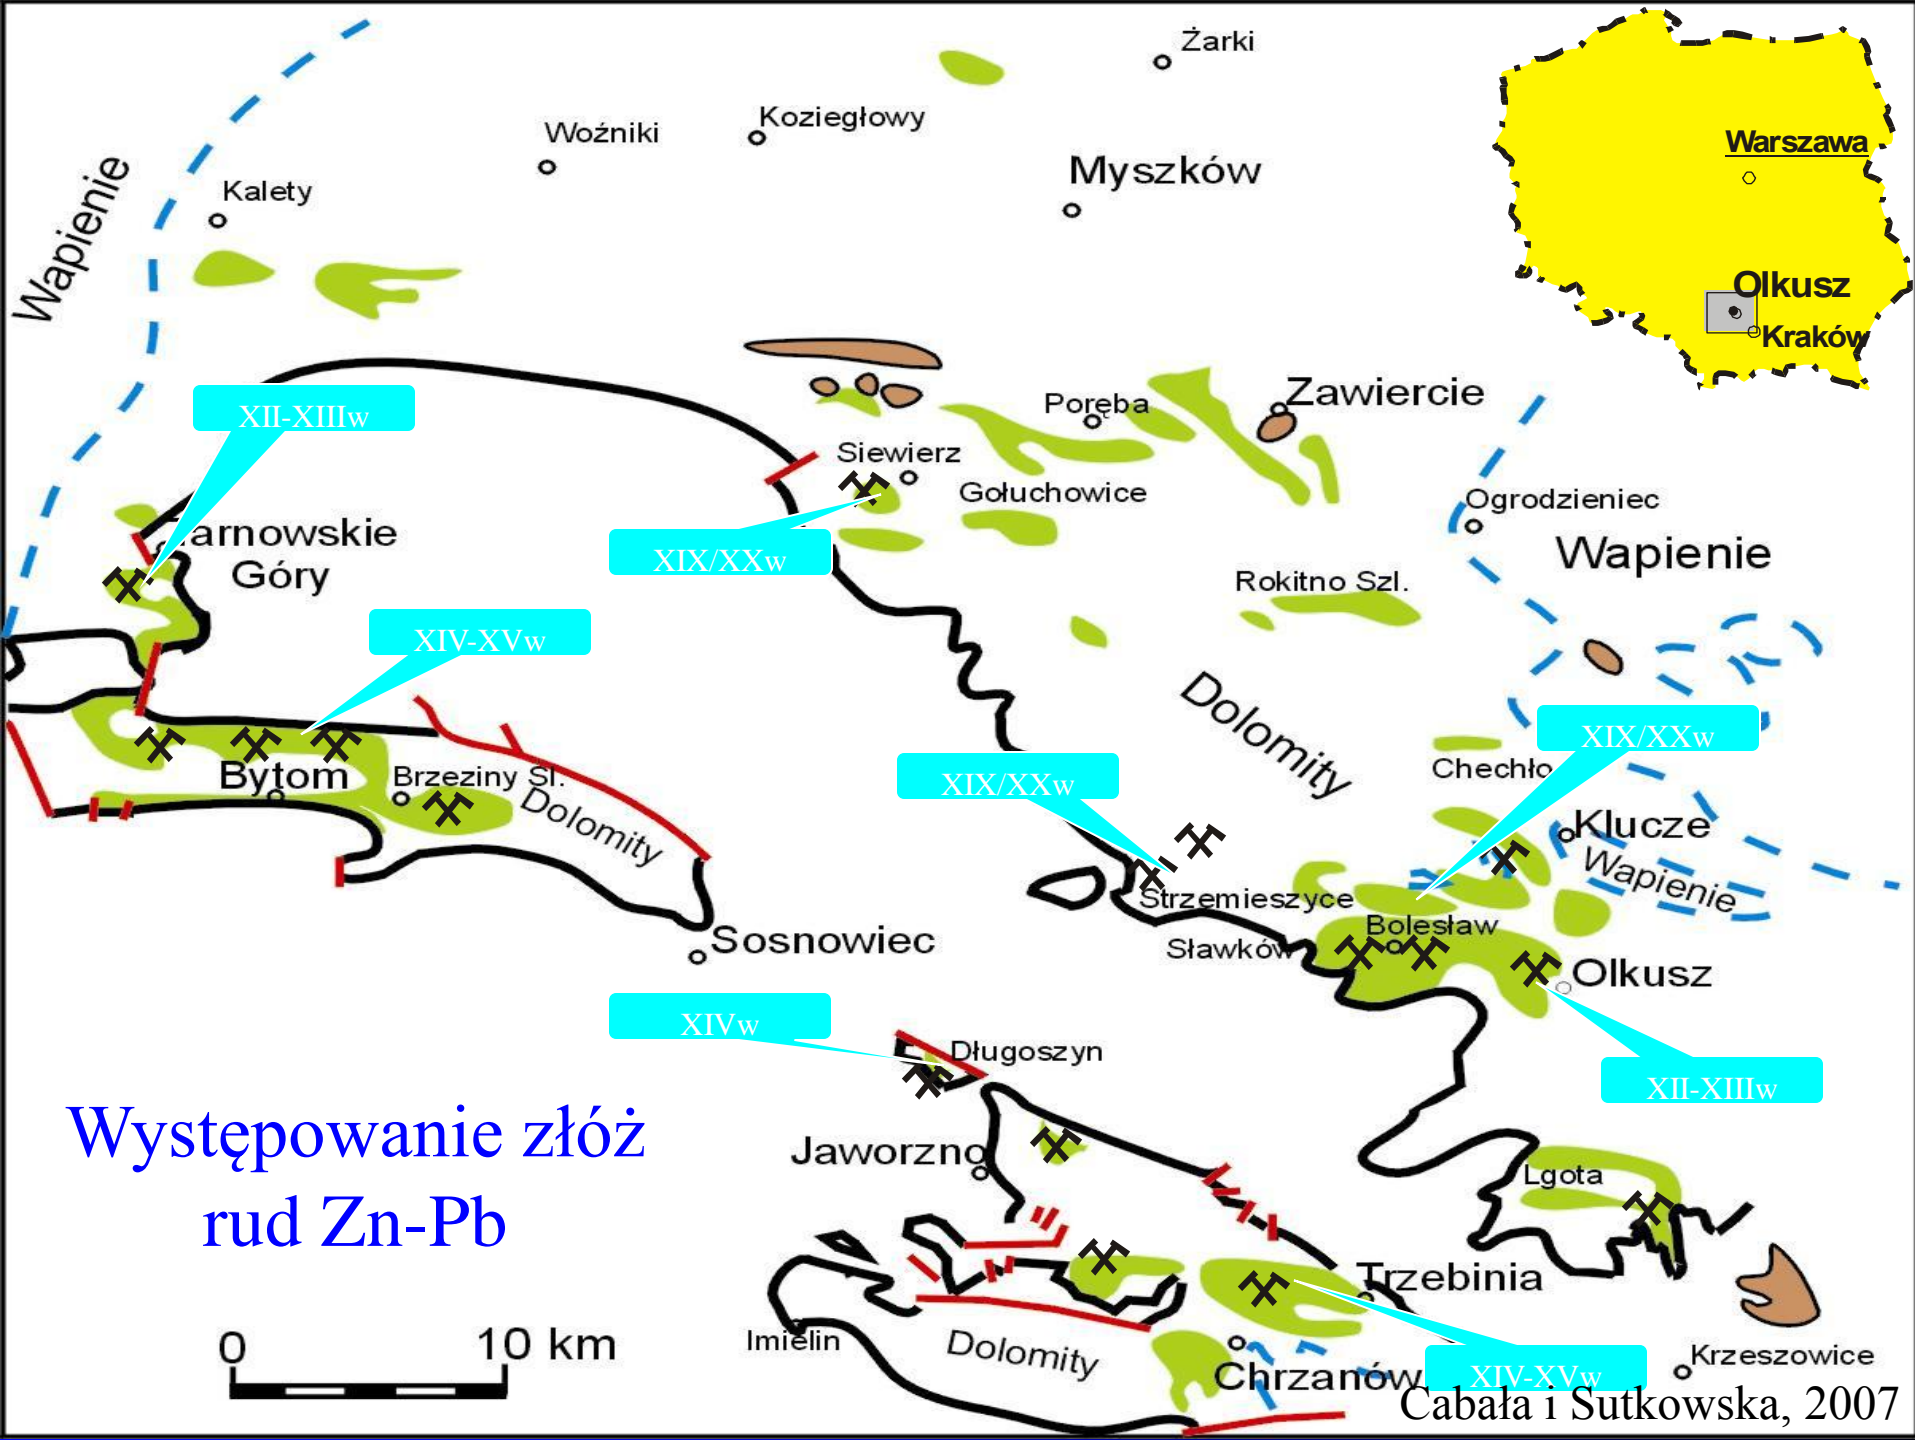 Żarki
Koziegłowy
Woźniki
Warszawa
Myszków
Wapienie
Kalety
Olkusz
Kraków
Zawiercie
Poręba
XII-XIIIw
Siewierz
Gołuchowice
Ogrodzieniec
Tarnowskie
Góry
XIX/XXw
Wapienie
Rokitno Szl.
XIV-XVw
Dolomity
XIX/XXw
Chechło
Bytom
Brzeziny Śl.
Dolomity
XIX/XXw
Klucze
Wapienie
Strzemieszyce
Bolesław
Sosnowiec
Sławków
Olkusz
XIVw
Długoszyn
XII-XIIIw
Występowanie złóż
rud Zn-Pb
Jaworzno
Lgota
Trzebinia
Imielin
Dolomity
Chrzanów
XIV-XVw
Krzeszowice
0 10 km
Cabała i Sutkowska, 2007